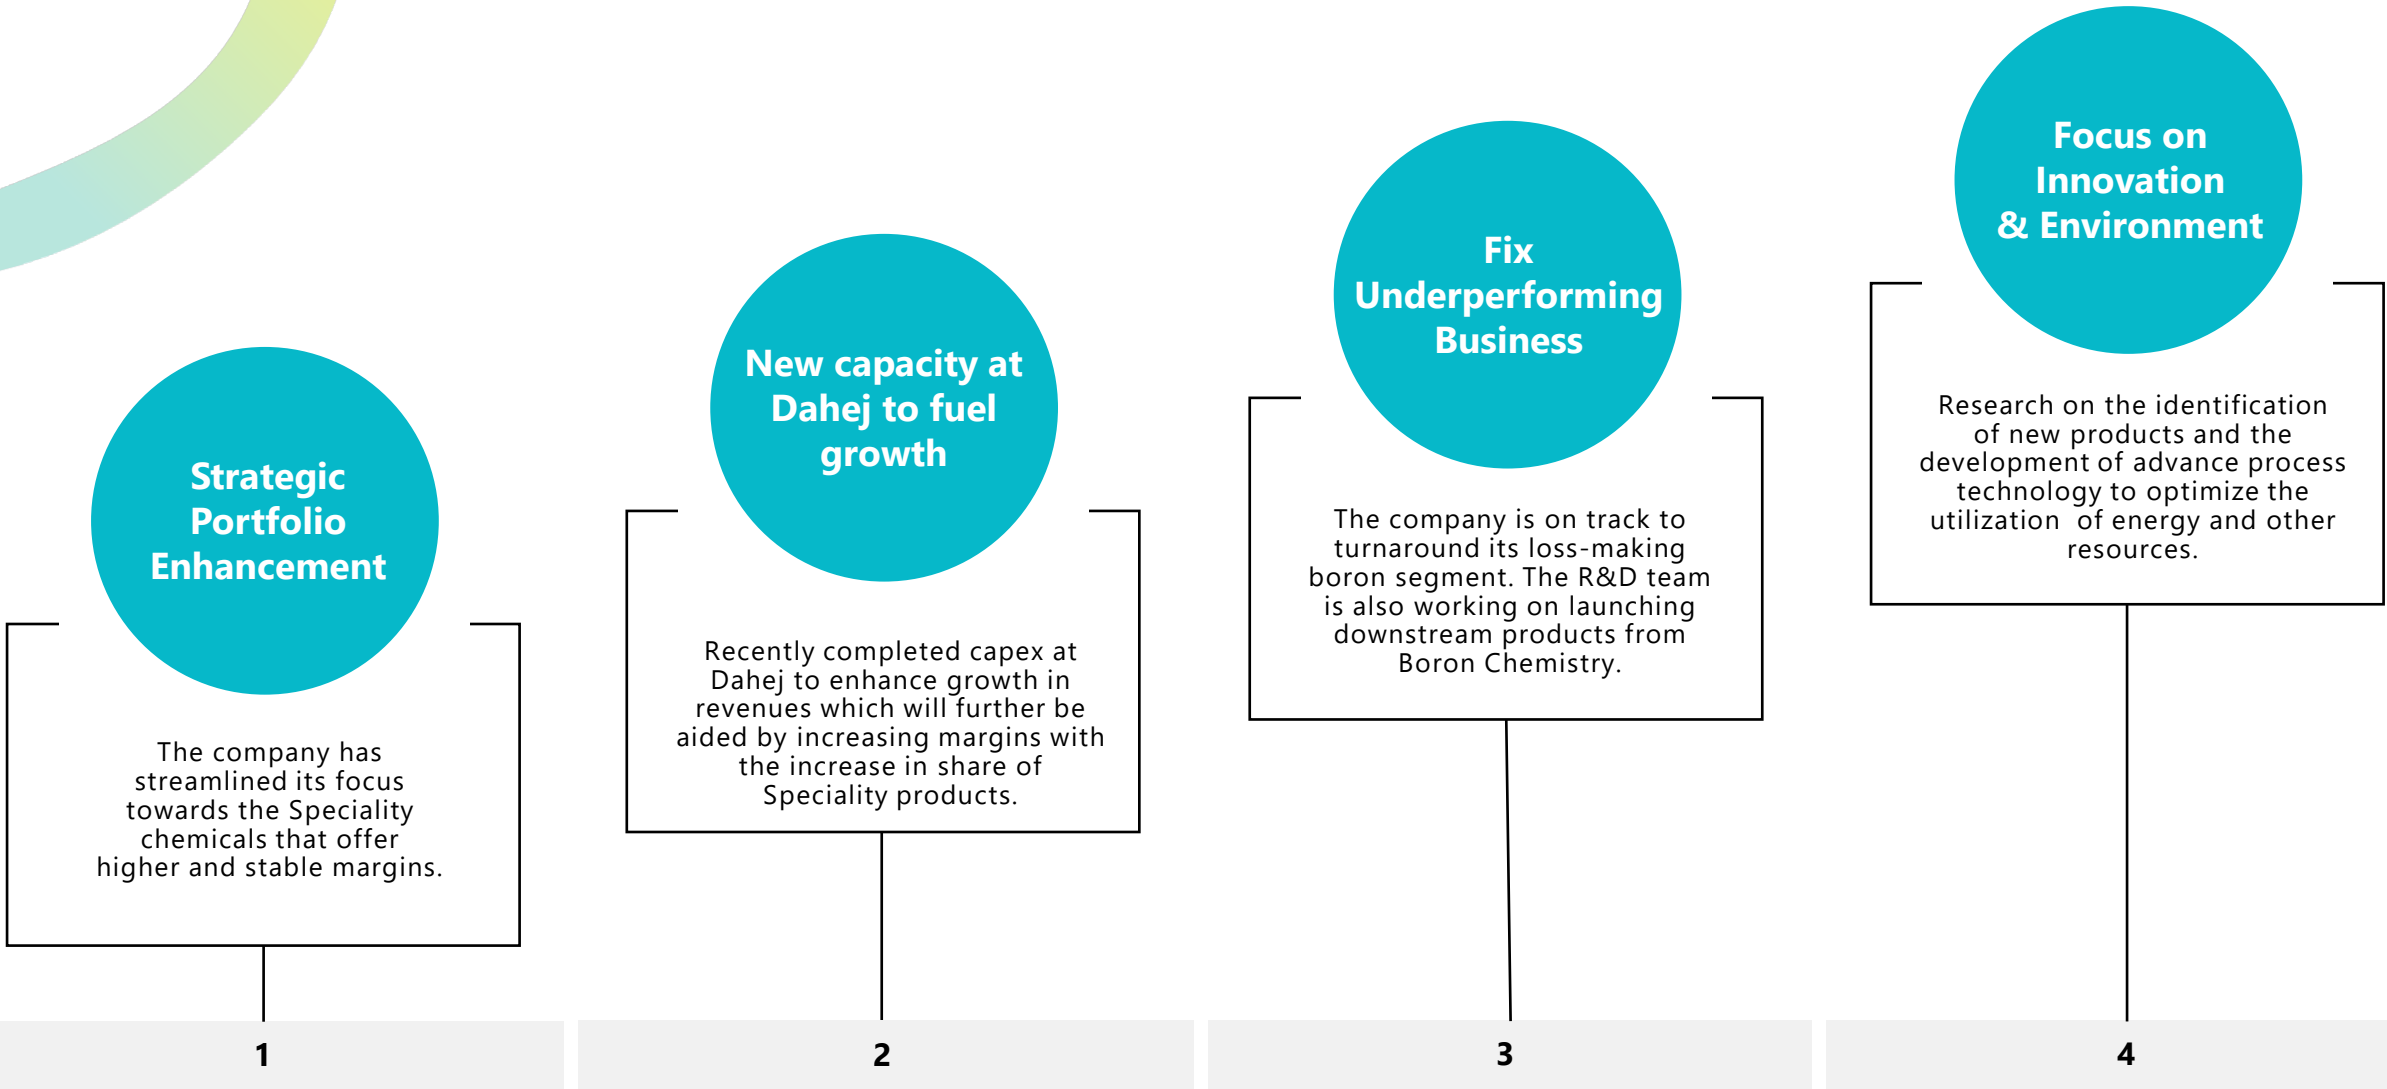 Strategic
Portfolio
Enhancement
The company has
streamlined its focus
towards the Speciality
chemicals that offer
higher and stable margins.
1
New capacity at
Dahej to fuel
growth
Recently completed capex at
Dahej to enhance growth in
revenues which will further be
aided by increasing margins with
the increase in share of
Speciality products.
2
Fix
Underperforming
Business
The company is on track to
turnaround its loss-making
boron segment. The R&D team
is also working on launching
downstream products from
Boron Chemistry.
3
Focus on
Innovation
& Environment
Research on the identification
of new products and the
development of advance process
technology to optimize the
utilization  of energy and other
resources.
4